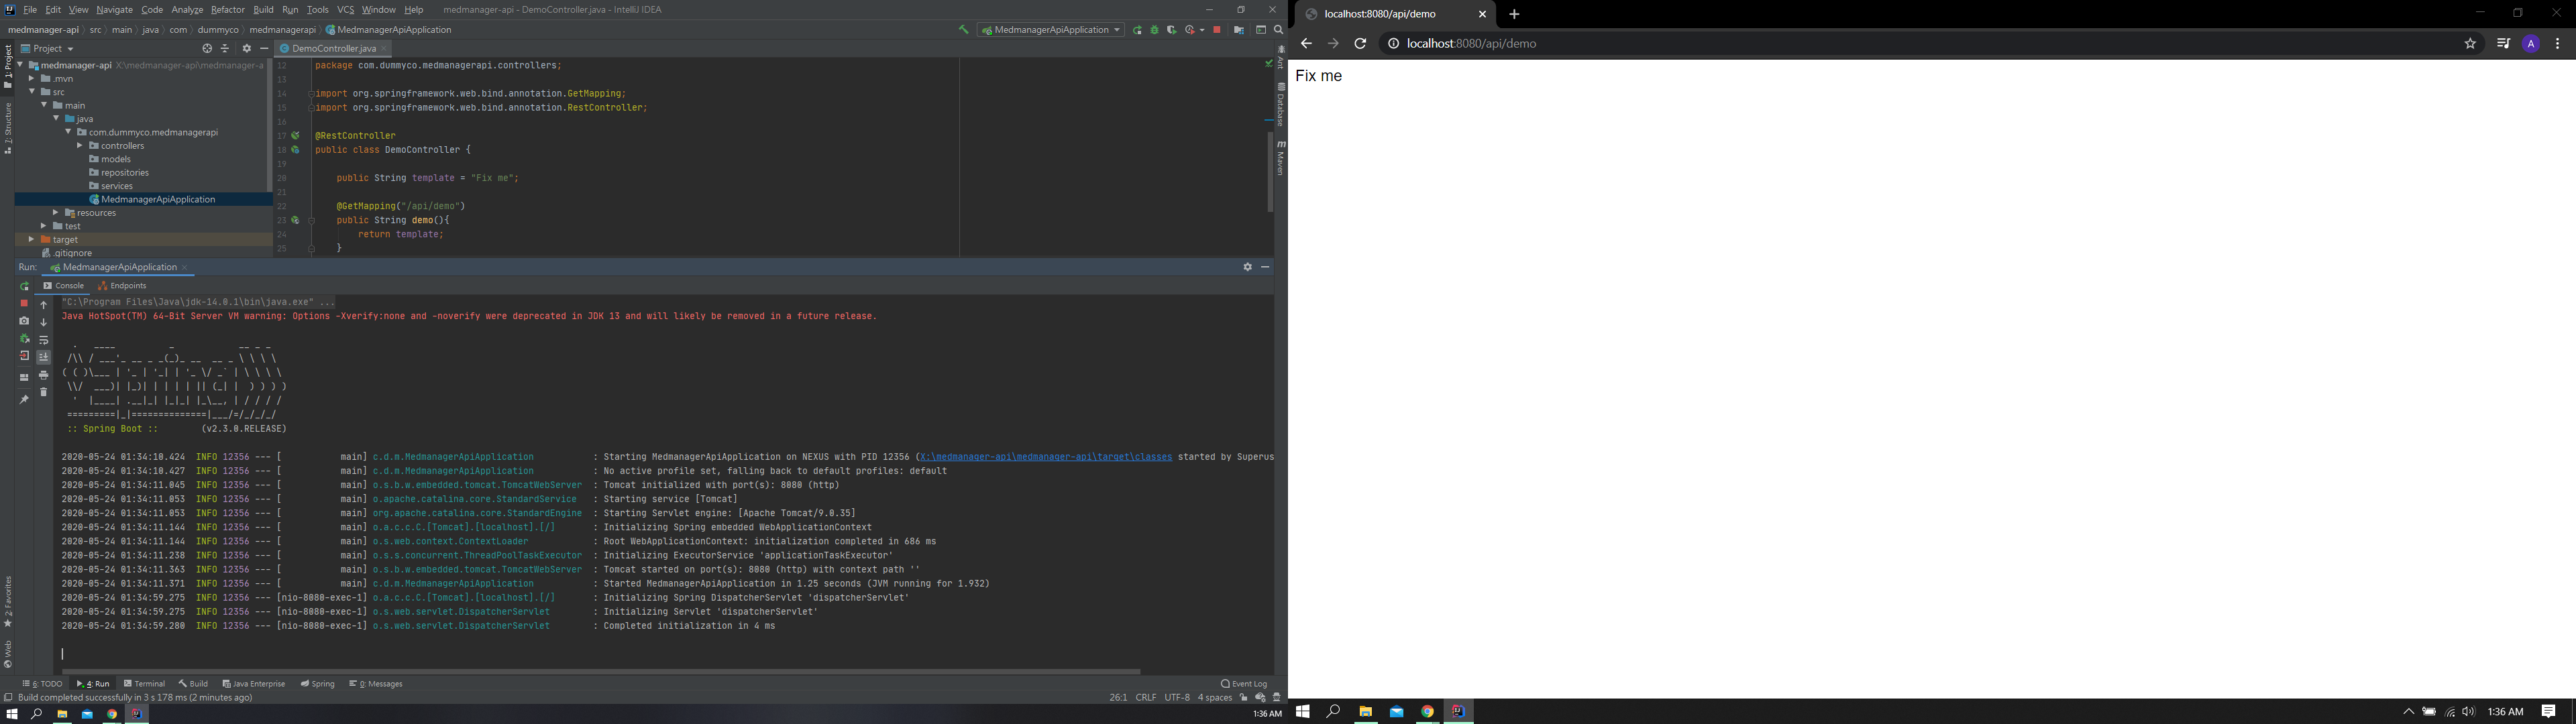 File Edit View Navigate Code Analyze Refactor Build Run Tools VCS Window Help medmanager-api - DemoController.java - IntelliJ IDEA
medmanager-api src main java com dummyco medmanagerapi MedmanagerApiApplication
MedmanagerApiApplication
Project
DemoController.java
1: Project
7: Structure
2: Favorites
Web
medmanager-api X:\medmanager-api\medmanager-a
.mvn
src
main
java
com.dummyco.medmanagerapi
controllers
models
repositories
services
MedmanagerApiApplication
resources
test
target
.gitignore
12 package com.dummyco.medmanagerapi.controllers;
13
14 import org.springframework.web.bind.annotation.GetMapping;
15 import org.springframework.web.bind.annotation.RestController;
16
17 @RestController
18 public class DemoController {
19
20 public String template = "Fix me";
21
22 @GetMapping("/api/demo")
23 public String demo(){
24 return template;
25 }
Ant
Database
Maven
Run: MedmanagerApiApplication
Console Endpoints
"C:\Program Files\Java\jdk-14.0.1\bin\java.exe" ...
Java HotSpot(TM) 64-Bit Server VM warning: Options -Xverify:none and -noverify were deprecated in JDK 13 and will likely be removed in a future release.
:: Spring Boot :: (v2.3.0.RELEASE)
2020-05-24 01:34:10.424 INFO 12356 --- [ main] c.d.m.MedmanagerApiApplication : Starting MedmanagerApiApplication on NEXUS with PID 12356 (X:\medmanager-api\medmanager-api\target\classes started by Superus
2020-05-24 01:34:10.427 INFO 12356 --- [ main] c.d.m.MedmanagerApiApplication : No active profile set, falling back to default profiles: default
2020-05-24 01:34:11.045 INFO 12356 --- [ main] o.s.b.w.embedded.tomcat.TomcatWebServer : Tomcat initialized with port(s): 8080 (http)
2020-05-24 01:34:11.053 INFO 12356 --- [ main] o.apache.catalina.core.StandardService : Starting service [Tomcat]
2020-05-24 01:34:11.053 INFO 12356 --- [ main] org.apache.catalina.core.StandardEngine : Starting Servlet engine: [Apache Tomcat/9.0.35]
2020-05-24 01:34:11.144 INFO 12356 --- [ main] o.a.c.c.C.[Tomcat].[localhost].[/] : Initializing Spring embedded WebApplicationContext
2020-05-24 01:34:11.144 INFO 12356 --- [ main] o.s.web.context.ContextLoader : Root WebApplicationContext: initialization completed in 686 ms
2020-05-24 01:34:11.238 INFO 12356 --- [ main] o.s.s.concurrent.ThreadPoolTaskExecutor : Initializing ExecutorService 'applicationTaskExecutor'
2020-05-24 01:34:11.363 INFO 12356 --- [ main] o.s.b.w.embedded.tomcat.TomcatWebServer : Tomcat started on port(s): 8080 (http) with context path ''
2020-05-24 01:34:11.371 INFO 12356 --- [ main] c.d.m.MedmanagerApiApplication : Started MedmanagerApiApplication in 1.25 seconds (JVM running for 1.932)
2020-05-24 01:34:59.275 INFO 12356 --- [nio-8080-exec-1] o.a.c.c.C.[Tomcat].[localhost].[/] : Initializing Spring DispatcherServlet 'dispatcherServlet'
2020-05-24 01:34:59.275 INFO 12356 --- [nio-8080-exec-1] o.s.web.servlet.DispatcherServlet : Initializing Servlet 'dispatcherServlet'
2020-05-24 01:34:59.280 INFO 12356 --- [nio-8080-exec-1] o.s.web.servlet.DispatcherServlet : Completed initialization in 4 ms
6: TODO 4: Run Terminal Build Java Enterprise Spring 0: Messages Event Log
Build completed successfully in 3 s 178 ms (2 minutes ago) 26:1 CRLF UTF-8 4 spaces
1:36 AM
localhost:8080/api/demo
localhost:8080/api/demo
A
Fix me
1:36 AM